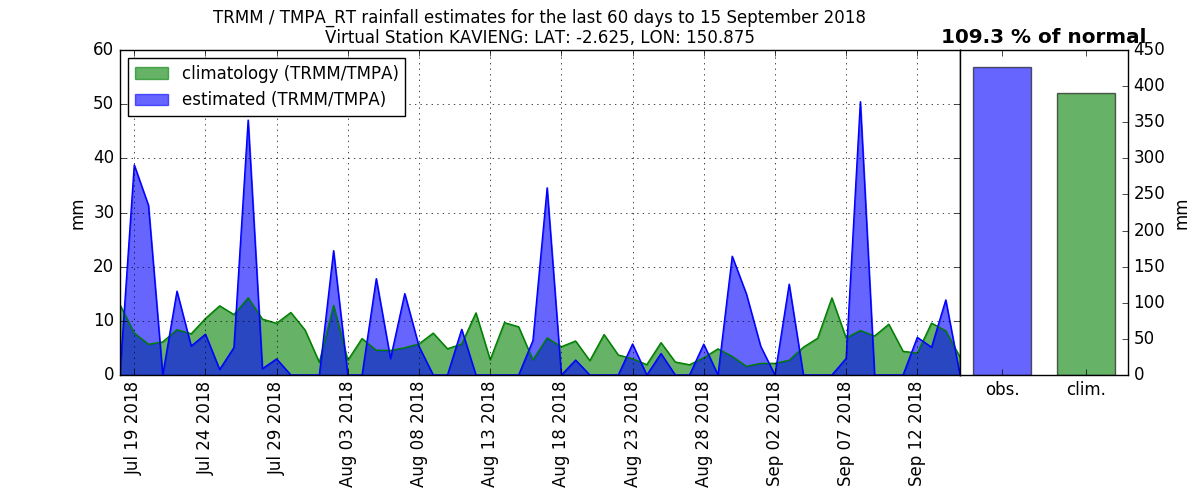 TRMM / TMPA_RT rainfall estimates for the last 60 days to 15 September 2018
Virtual Station KAVIENG: LAT: -2.625, LON: 150.875
109.3 % of normal
climatology (TRMM/TMPA)
estimated (TRMM/TMPA)
60
50
40
30
20
10
0
mm
450
400
350
300
250
200
150
100
50
0
mm
Jul 19 2018
Jul 24 2018
Jul 29 2018
Aug 03 2018
Aug 08 2018
Aug 13 2018
Aug 18 2018
Aug 23 2018
Aug 28 2018
Sep 02 2018
Sep 07 2018
Sep 12 2018
obs.
clim.